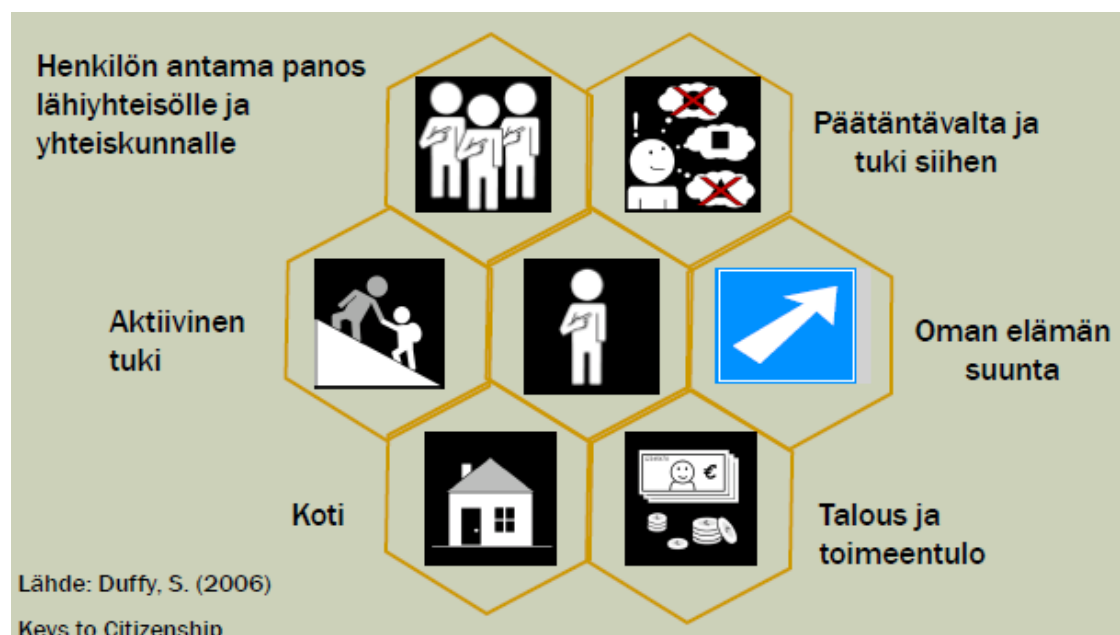 Henkilön antama panos
lähiyhteisölle ja
yhteiskunnalle
Päätäntävalta ja
tuki siihen
Aktiivinen
tuki
Oman elämän
suunta
Koti
€
Talous ja
toimeentulo
Lähde: Duffy, S. (2006)
Keys to Citizenship